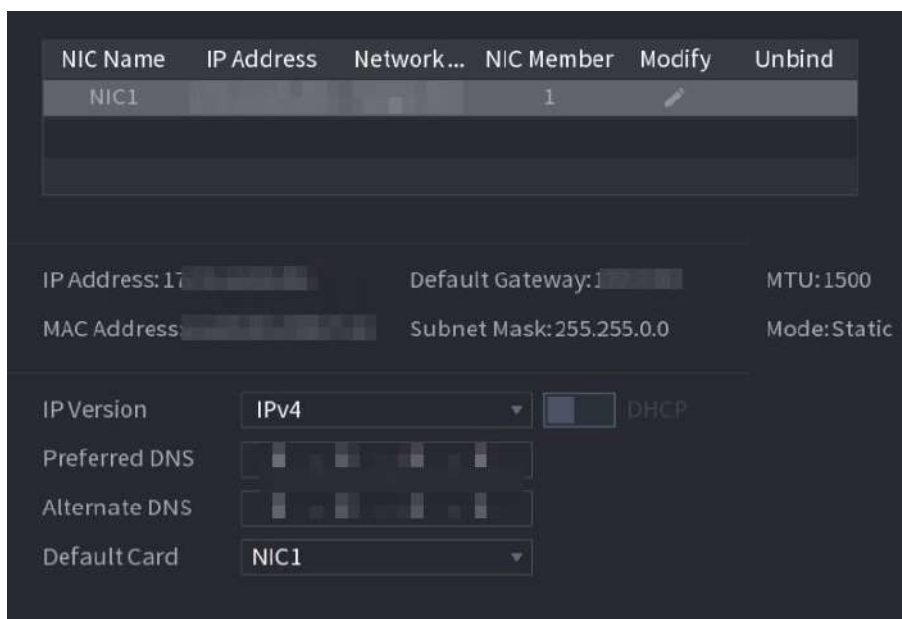 NIC Name IP Address Network... NIC Member Modify Unbind
NIC1 1
IP Address: Default Gateway: MTU:1500
MAC Address: Subnet Mask:255.255.0.0 Mode:Static
IP Version IPv4 DHCP
Preferred DNS
Alternate DNS
Default Card NIC1